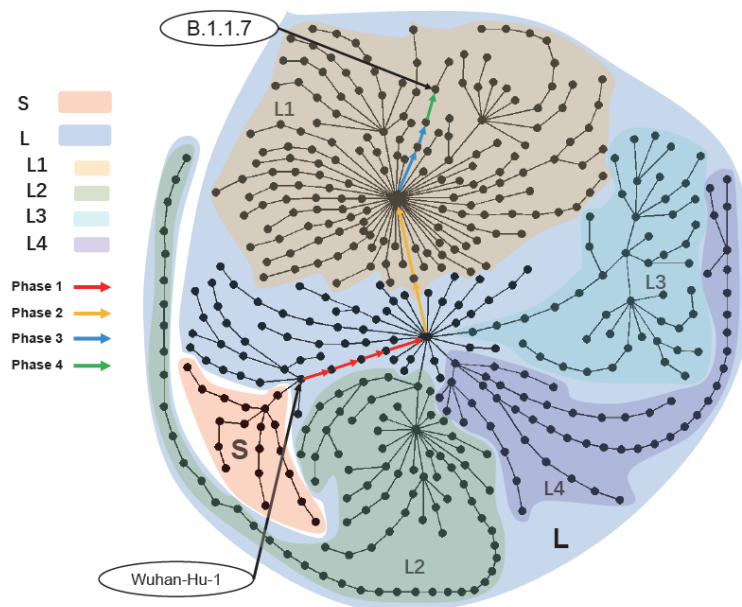 B.1.1.7
S
L
L1
L2
L3
L4
Phase 1
Phase 2
Phase 3
Phase 4
L1
L3
S
L4
L
L2
Wuhan-Hu-1